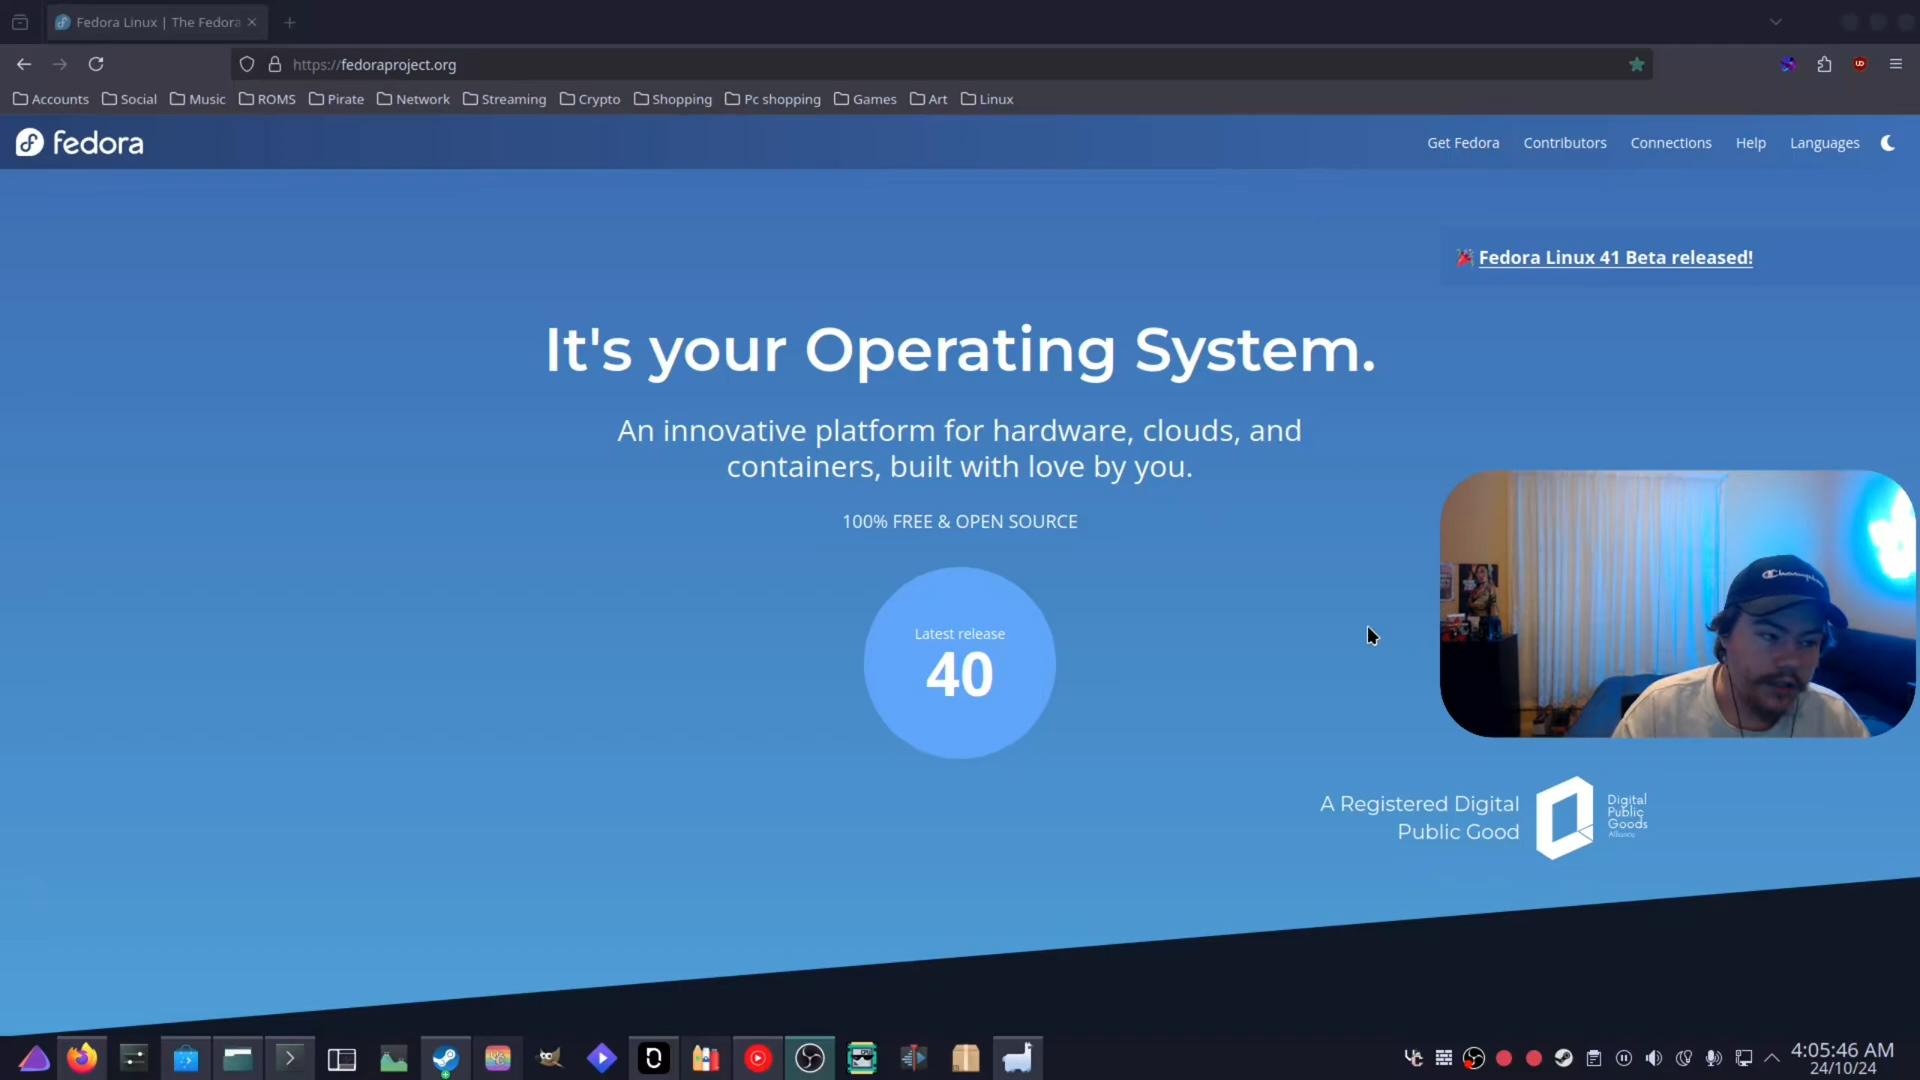 Fedora Linux | The Fedora
https://fedoraproject.org
Accounts Social Music ROMS Pirate Network Streaming Crypto Shopping Pc shopping Games Art Linux
fedora
Get Fedora Contributors Connections Help Languages
Fedora Linux 41 Beta released!
It's your Operating System.
An innovative platform for hardware, clouds, and
containers, built with love by you.
100% FREE & OPEN SOURCE
Latest release
40
Champion
A Registered Digital
Public Good
Digital
Public
Goods
Alliance
4:05:46 AM
24/10/24